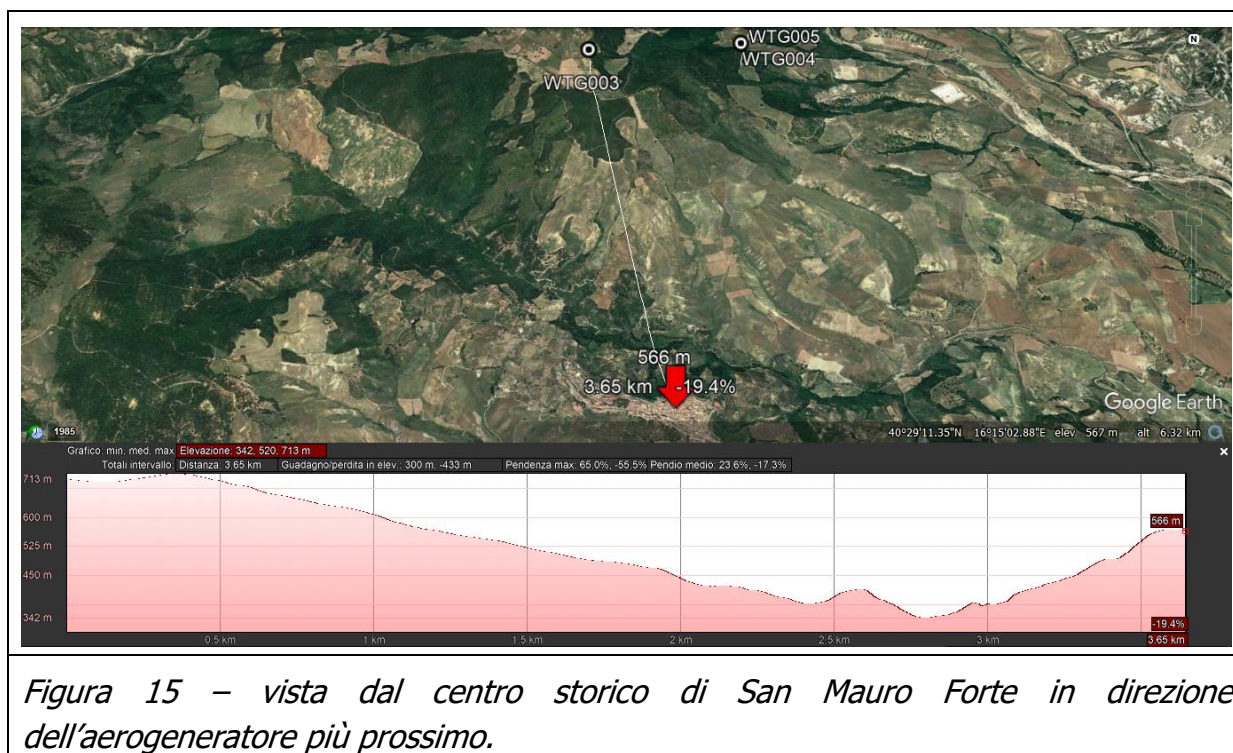 WTG005
WTG004
WTG003
N
566 m
3.65 km -19.4%
Google Earth
1985
40°29'11.35"N 16°15'02.88"E elev 567 m alt 6.32 km
Grafico: min. med. max Elevazione: 342, 520, 713 m
Totali intervallo: Distanza: 3.65 km Guadagno/perdita in elev.: 300 m, -433 m Pendenza max: 65.0%, -55.5% Pendio medio: 23.6%, -17.3%
713 m
600 m
525 m
450 m
342 m
566 m
-19.4%
0.5 km 1 km 1.5 km 2 km 2.5 km 3 km 3.65 km
Figura 15 – vista dal centro storico di San Mauro Forte in direzione
dell'aerogeneratore più prossimo.